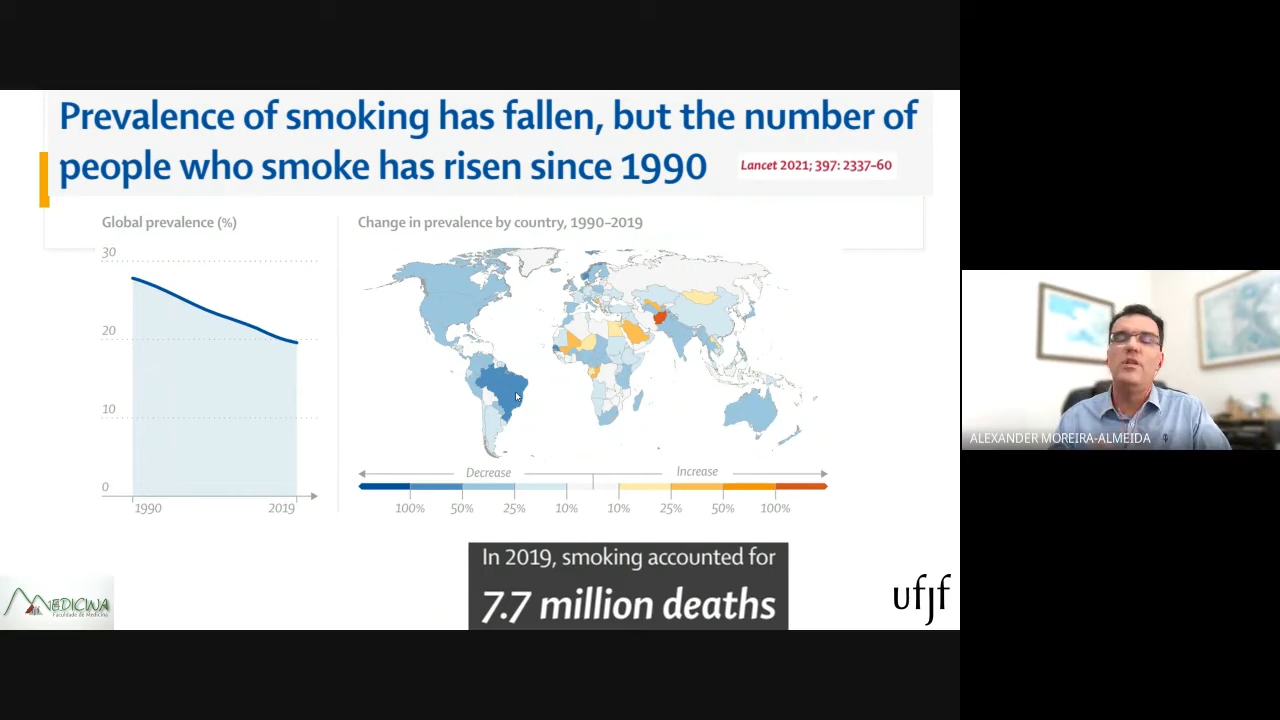 Prevalence of smoking has fallen, but the number of
people who smoke has risen since 1990
Lancet 2021; 397: 2337–60
Global prevalence (%)
30
20
10
0
1990
2019
Change in prevalence by country, 1990–2019
Decrease
Increase
100%
50%
25%
10%
10%
25%
50%
100%
In 2019, smoking accounted for
7.7 million deaths
MEDICINA
Faculdade de Medicina
ufjf
ALEXANDER MOREIRA-ALMEIDA